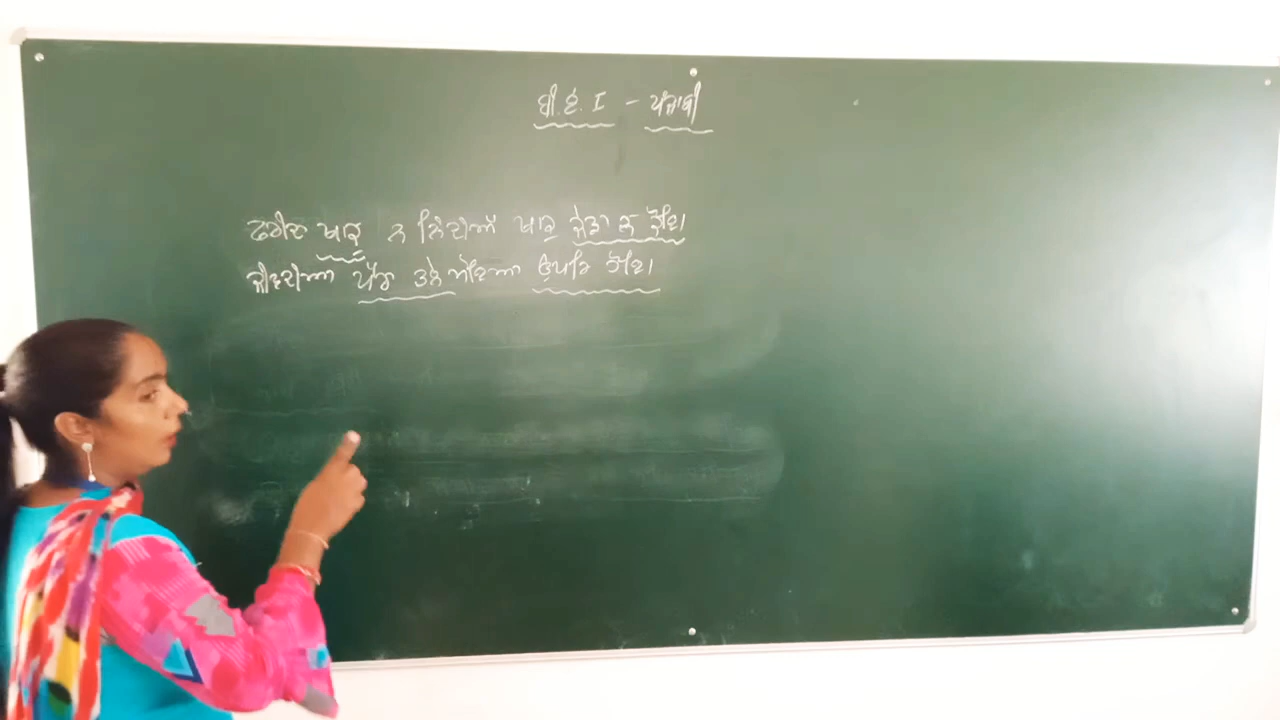 ਬੀ.ਏ. I - ਪੰਜਾਬੀ
ਫਰੀਦਾ ਖਾਕੁ ਨ ਨਿੰਦੀਐ ਖਾਕੁ ਜੇਡੁ ਨ ਕੋਇ।
ਜੀਵਦਿਆ ਪੈਰਾ ਤਲੇ ਮੋਇਆ ਉਪਰਿ ਹੋਇ।